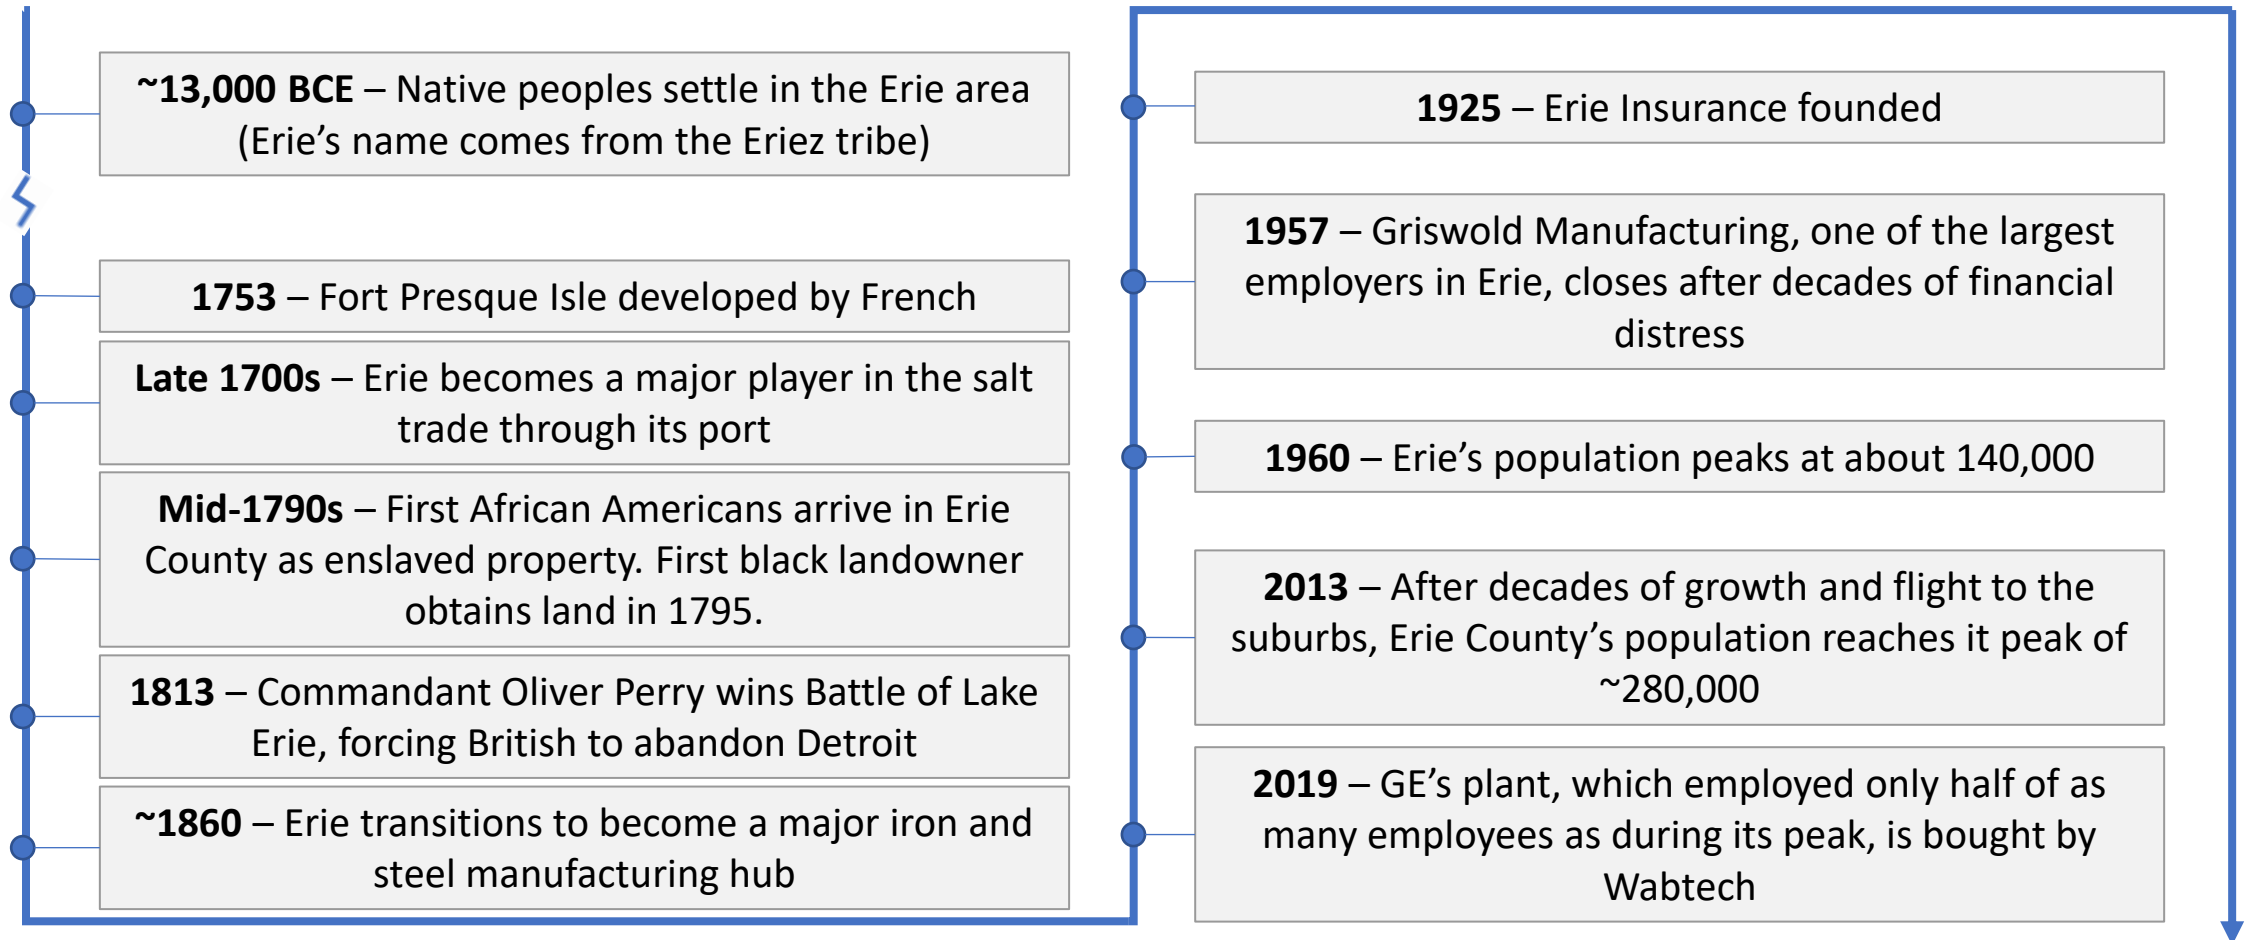 ~13,000 BCE – Native peoples settle in the Erie area
(Erie’s name comes from the Eriez tribe)
1753 – Fort Presque Isle developed by French
Late 1700s – Erie becomes a major player in the salt
trade through its port
Mid-1790s – First African Americans arrive in Erie
County as enslaved property. First black landowner
obtains land in 1795.
1813 – Commandant Oliver Perry wins Battle of Lake
Erie, forcing British to abandon Detroit
~1860 – Erie transitions to become a major iron and
steel manufacturing hub
1925 – Erie Insurance founded
1957 – Griswold Manufacturing, one of the largest
employers in Erie, closes after decades of financial
distress
1960 – Erie’s population peaks at about 140,000
2013 – After decades of growth and flight to the
suburbs, Erie County’s population reaches it peak of
~280,000
2019 – GE’s plant, which employed only half of as
many employees as during its peak, is bought by
Wabtech